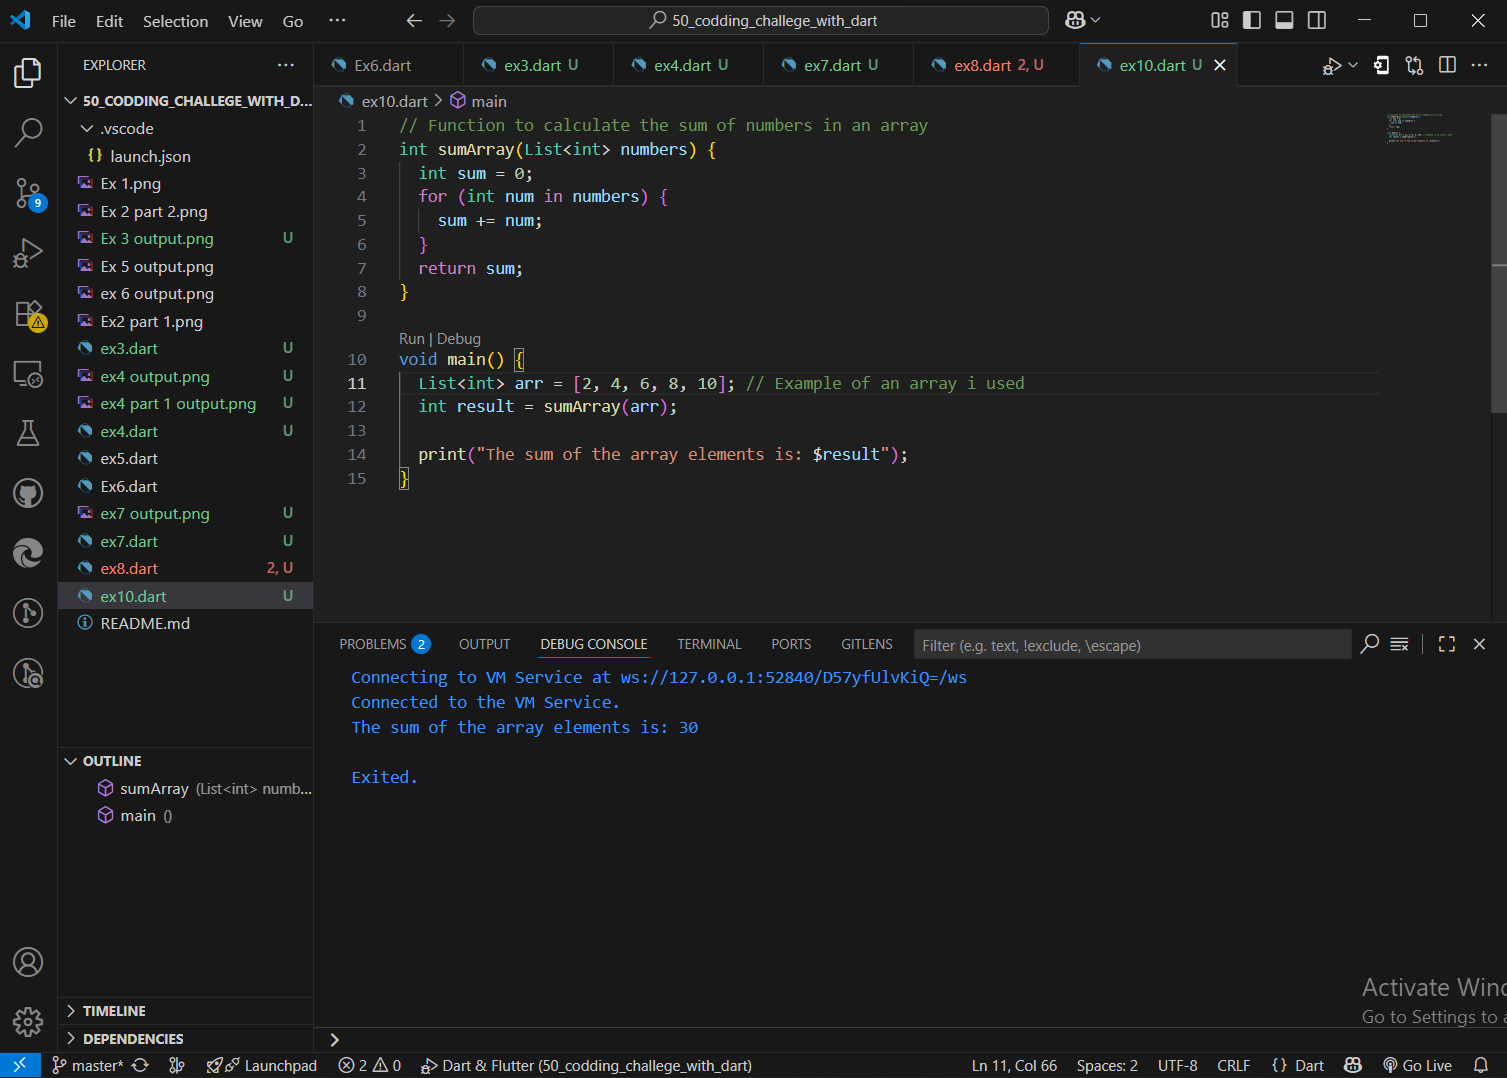 File Edit Selection View Go ··· 50_codding_challege_with_dart
EXPLORER ···
50_CODDING_CHALLEGE_WITH_D...
.vscode
{} launch.json
Ex 1.png
Ex 2 part 2.png
Ex 3 output.png U
Ex 5 output.png
ex 6 output.png
Ex2 part 1.png
ex3.dart U
ex4 output.png U
ex4 part 1 output.png U
ex4.dart U
ex5.dart
Ex6.dart
ex7 output.png U
ex7.dart U
ex8.dart 2, U
ex10.dart U
README.md
9
OUTLINE
sumArray (List<int> numb...
main ()
TIMELINE
DEPENDENCIES
Ex6.dart ex3.dart U ex4.dart U ex7.dart U ex8.dart 2, U ex10.dart U
ex10.dart > main
1 // Function to calculate the sum of numbers in an array
2 int sumArray(List<int> numbers) {
3 int sum = 0;
4 for (int num in numbers) {
5 sum += num;
6 }
7 return sum;
8 }
9
Run | Debug
10 void main() {
11 List<int> arr = [2, 4, 6, 8, 10]; // Example of an array i used
12 int result = sumArray(arr);
13
14 print("The sum of the array elements is: $result");
15 }
PROBLEMS 2 OUTPUT DEBUG CONSOLE TERMINAL PORTS GITLENS Filter (e.g. text, !exclude, \escape)
Connecting to VM Service at ws://127.0.0.1:52840/D57yfUlvKiQ=/ws
Connected to the VM Service.
The sum of the array elements is: 30
Exited.
Activate Winc
Go to Settings to a
master* Launchpad 2 0 Dart & Flutter (50_codding_challege_with_dart) Ln 11, Col 66 Spaces: 2 UTF-8 CRLF {} Dart Go Live